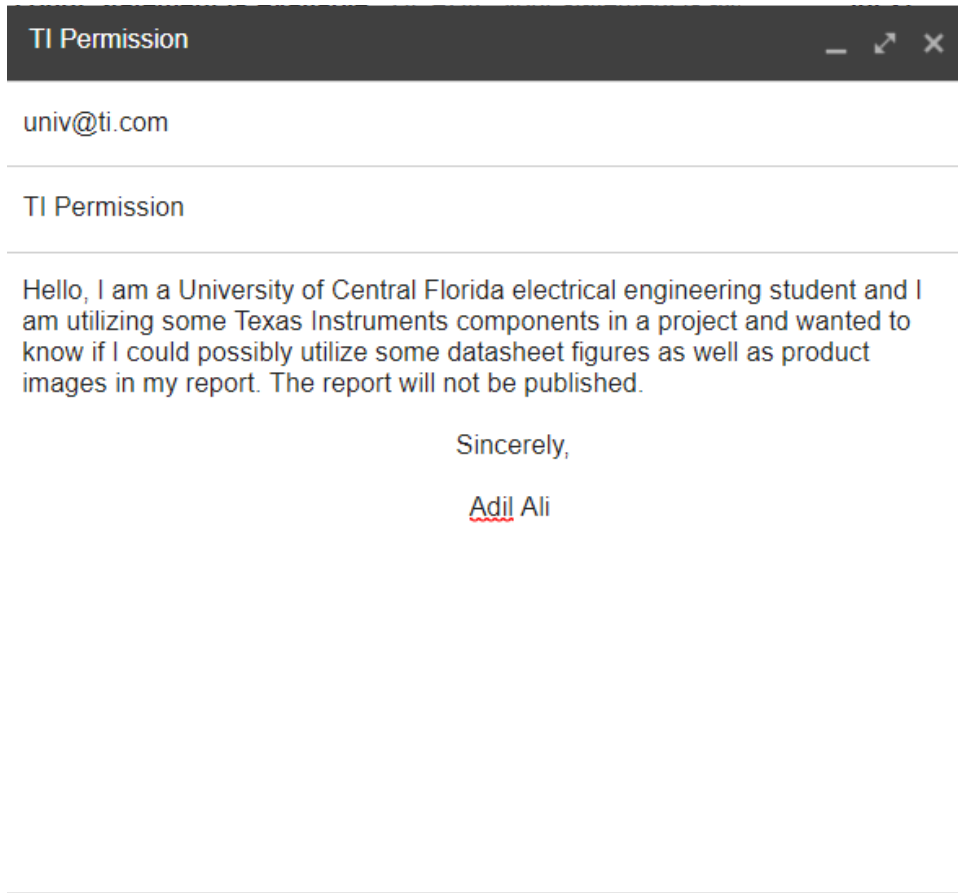 TI Permission
univ@ti.com
TI Permission
Hello, I am a University of Central Florida electrical engineering student and I
am utilizing some Texas Instruments components in a project and wanted to
know if I could possibly utilize some datasheet figures as well as product
images in my report. The report will not be published.
Sincerely,
Adil Ali